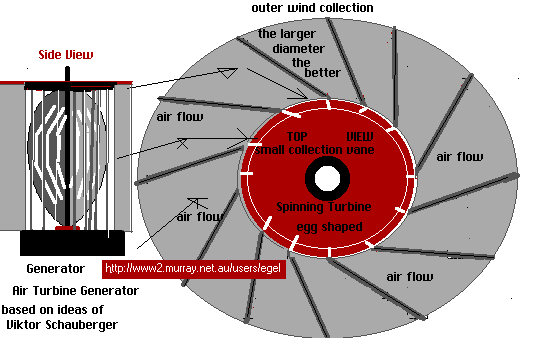 outer wind collection
the larger
diameter
the
better
Side View
air flow
TOP VIEW
small collection vane
air flow
Spinning Turbine
egg shaped
air flow
air flow
Generator
http://www2.murray.net.au/users/egel
Air Turbine Generator
based on ideas of
Viktor Schauberger